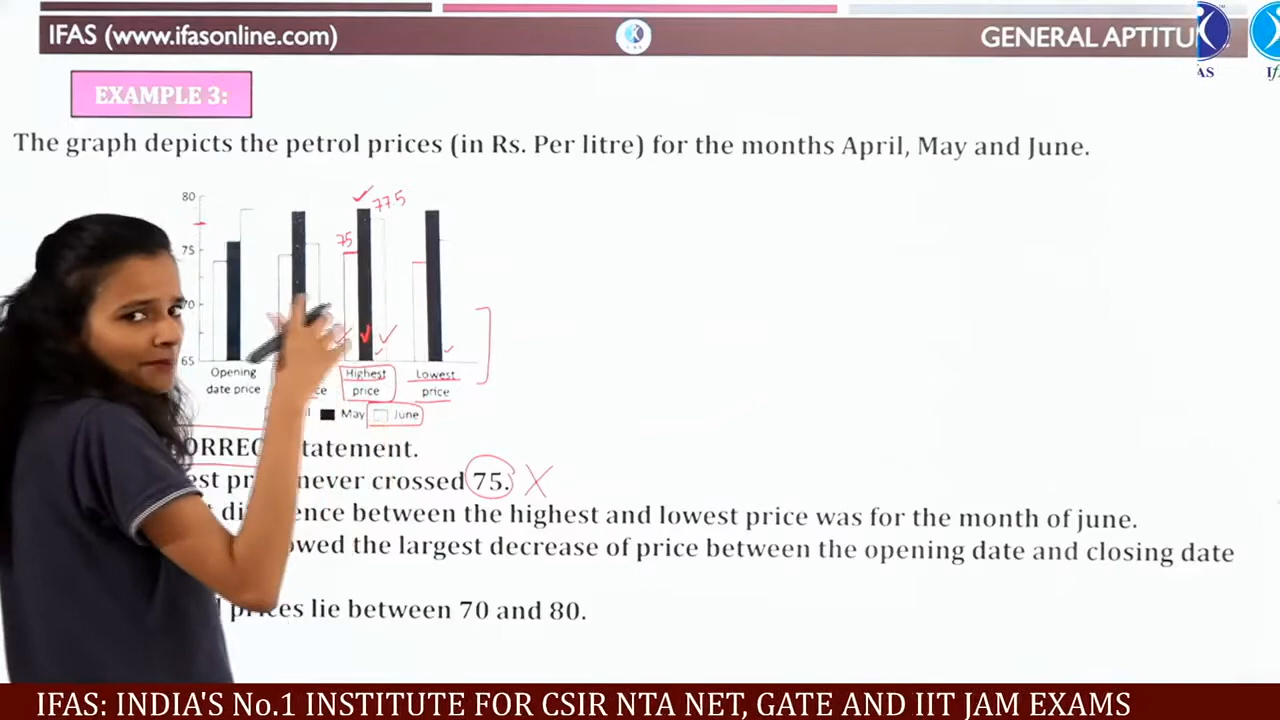 IFAS (www.ifasonline.com)
GENERAL APTITU
AS
EXAMPLE 3:
The graph depicts the petrol prices (in Rs. Per litre) for the months April, May and June.
80
77.5
75
75
70
65
Opening date price
Highest price
Lowest price
May June
statement.
never crossed 75. X
between the highest and lowest price was for the month of june.
the largest decrease of price between the opening date and closing date
prices lie between 70 and 80.
IFAS: INDIA'S No.1 INSTITUTE FOR CSIR NTA NET, GATE AND IIT JAM EXAMS